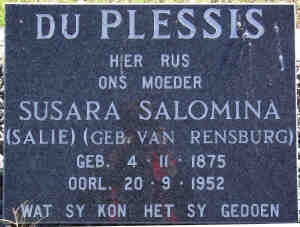 DU PLESSIS
HIER RUS
ONS MOEDER
SUSARA SALOMINA
(SALIE) (GEB. VAN RENSBURG)
GEB. 4-11-1875
OORL. 20-9-1952
WAT SY KON HET SY GEDOEN